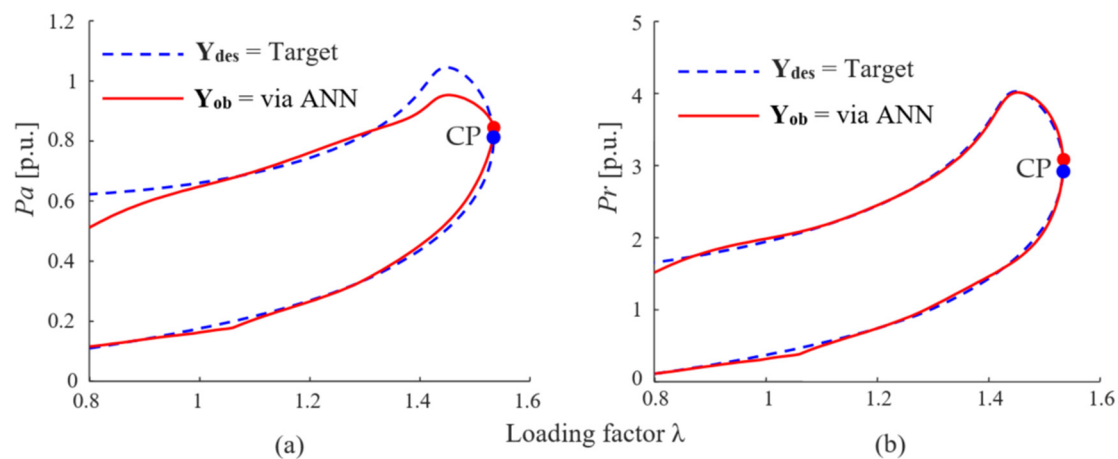 1.2
1
0.8
0.6
0.4
0.2
0
Pa [p.u.]
Y_des = Target
Y_ob = via ANN
CP
0.8 1 1.2 1.4 1.6
(a)
5
4
3
2
1
0
Pr [p.u.]
Y_des = Target
Y_ob = via ANN
CP
0.8 1 1.2 1.4 1.6
(b)
Loading factor λ